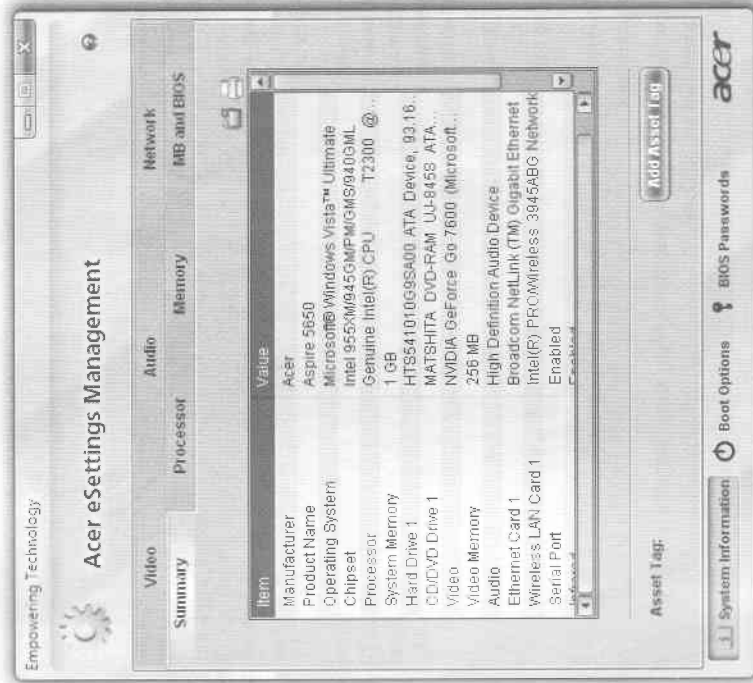 Empowering Technology
Acer eSettings Management
Video Audio Network
Summary Processor Memory MB and BIOS
Item Value
Manufacturer Acer
Product Name Aspire 5650
Operating System Microsoft® Windows Vista™ Ultimate
Chipset Intel 955XM/945GM/PM/GMS/940GML
Processor Genuine Intel(R) CPU T2300 @...
System Memory 1 GB
Hard Drive 1 HTS541010G9SA00 ATA Device, 93.16...
CD/DVD Drive 1 MATSHITA DVD-RAM UJ-845S ATA...
Video NVIDIA GeForce Go 7600 (Microsoft...
Video Memory 256 MB
Audio High Definition Audio Device
Ethernet Card 1 Broadcom NetLink (TM) Gigabit Ethernet
Wireless LAN Card 1 Intel(R) PRO/Wireless 3945ABG Network
Serial Port Enabled
Infrared Enabled
Asset Tag:
Add Asset Tag
System Information Boot Options BIOS Passwords acer